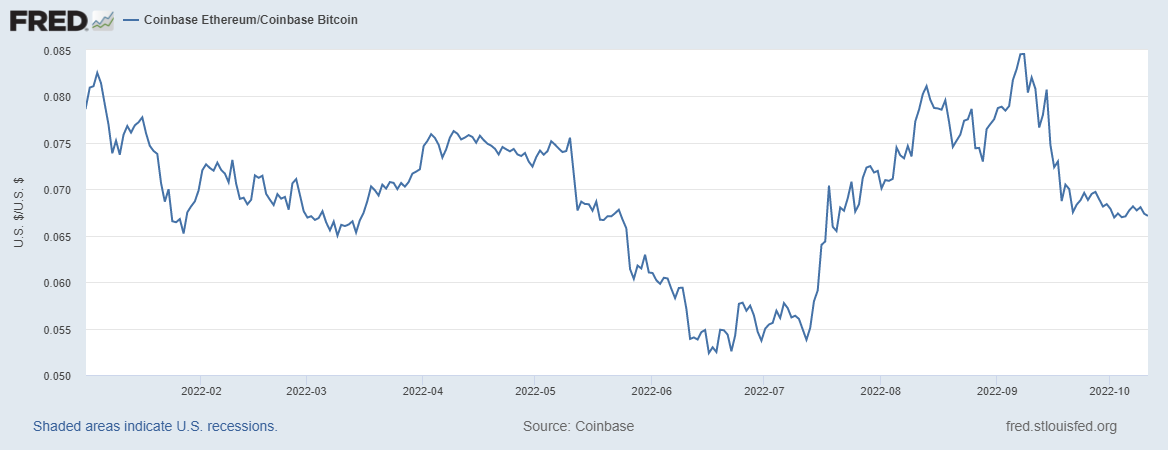 FRED
Coinbase Ethereum/Coinbase Bitcoin
U.S. $/U.S. $
0.085
0.080
0.075
0.070
0.065
0.060
0.055
0.050
2022-02 2022-03 2022-04 2022-05 2022-06 2022-07 2022-08 2022-09 2022-10
Shaded areas indicate U.S. recessions. Source: Coinbase fred.stlouisfed.org